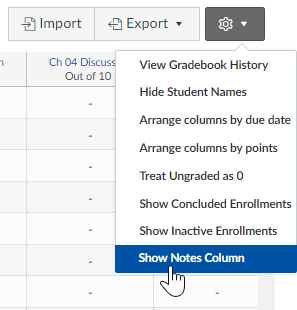 Import Export
n Ch 04 Discuss
Out of 10
View Gradebook History
Hide Student Names
Arrange columns by due date
Arrange columns by points
Treat Ungraded as 0
Show Concluded Enrollments
Show Inactive Enrollments
Show Notes Column
-
-
-
-
-
-
-
- -